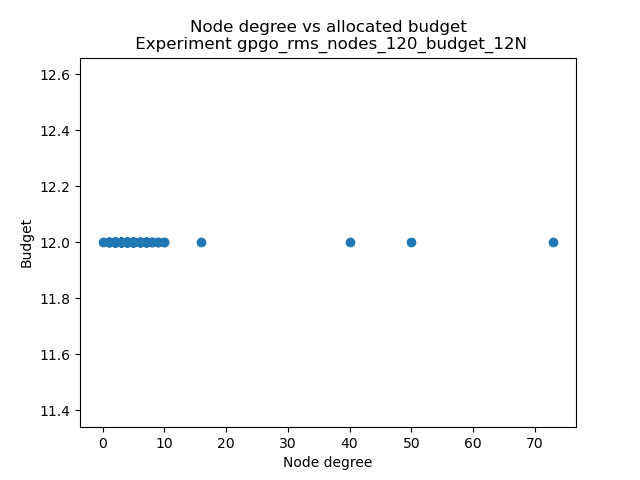 Node degree vs allocated budget
Experiment gpgo_rms_nodes_120_budget_12N
12.6
12.4
12.2
12.0
11.8
11.6
11.4
Budget
0 10 20 30 40 50 60 70
Node degree